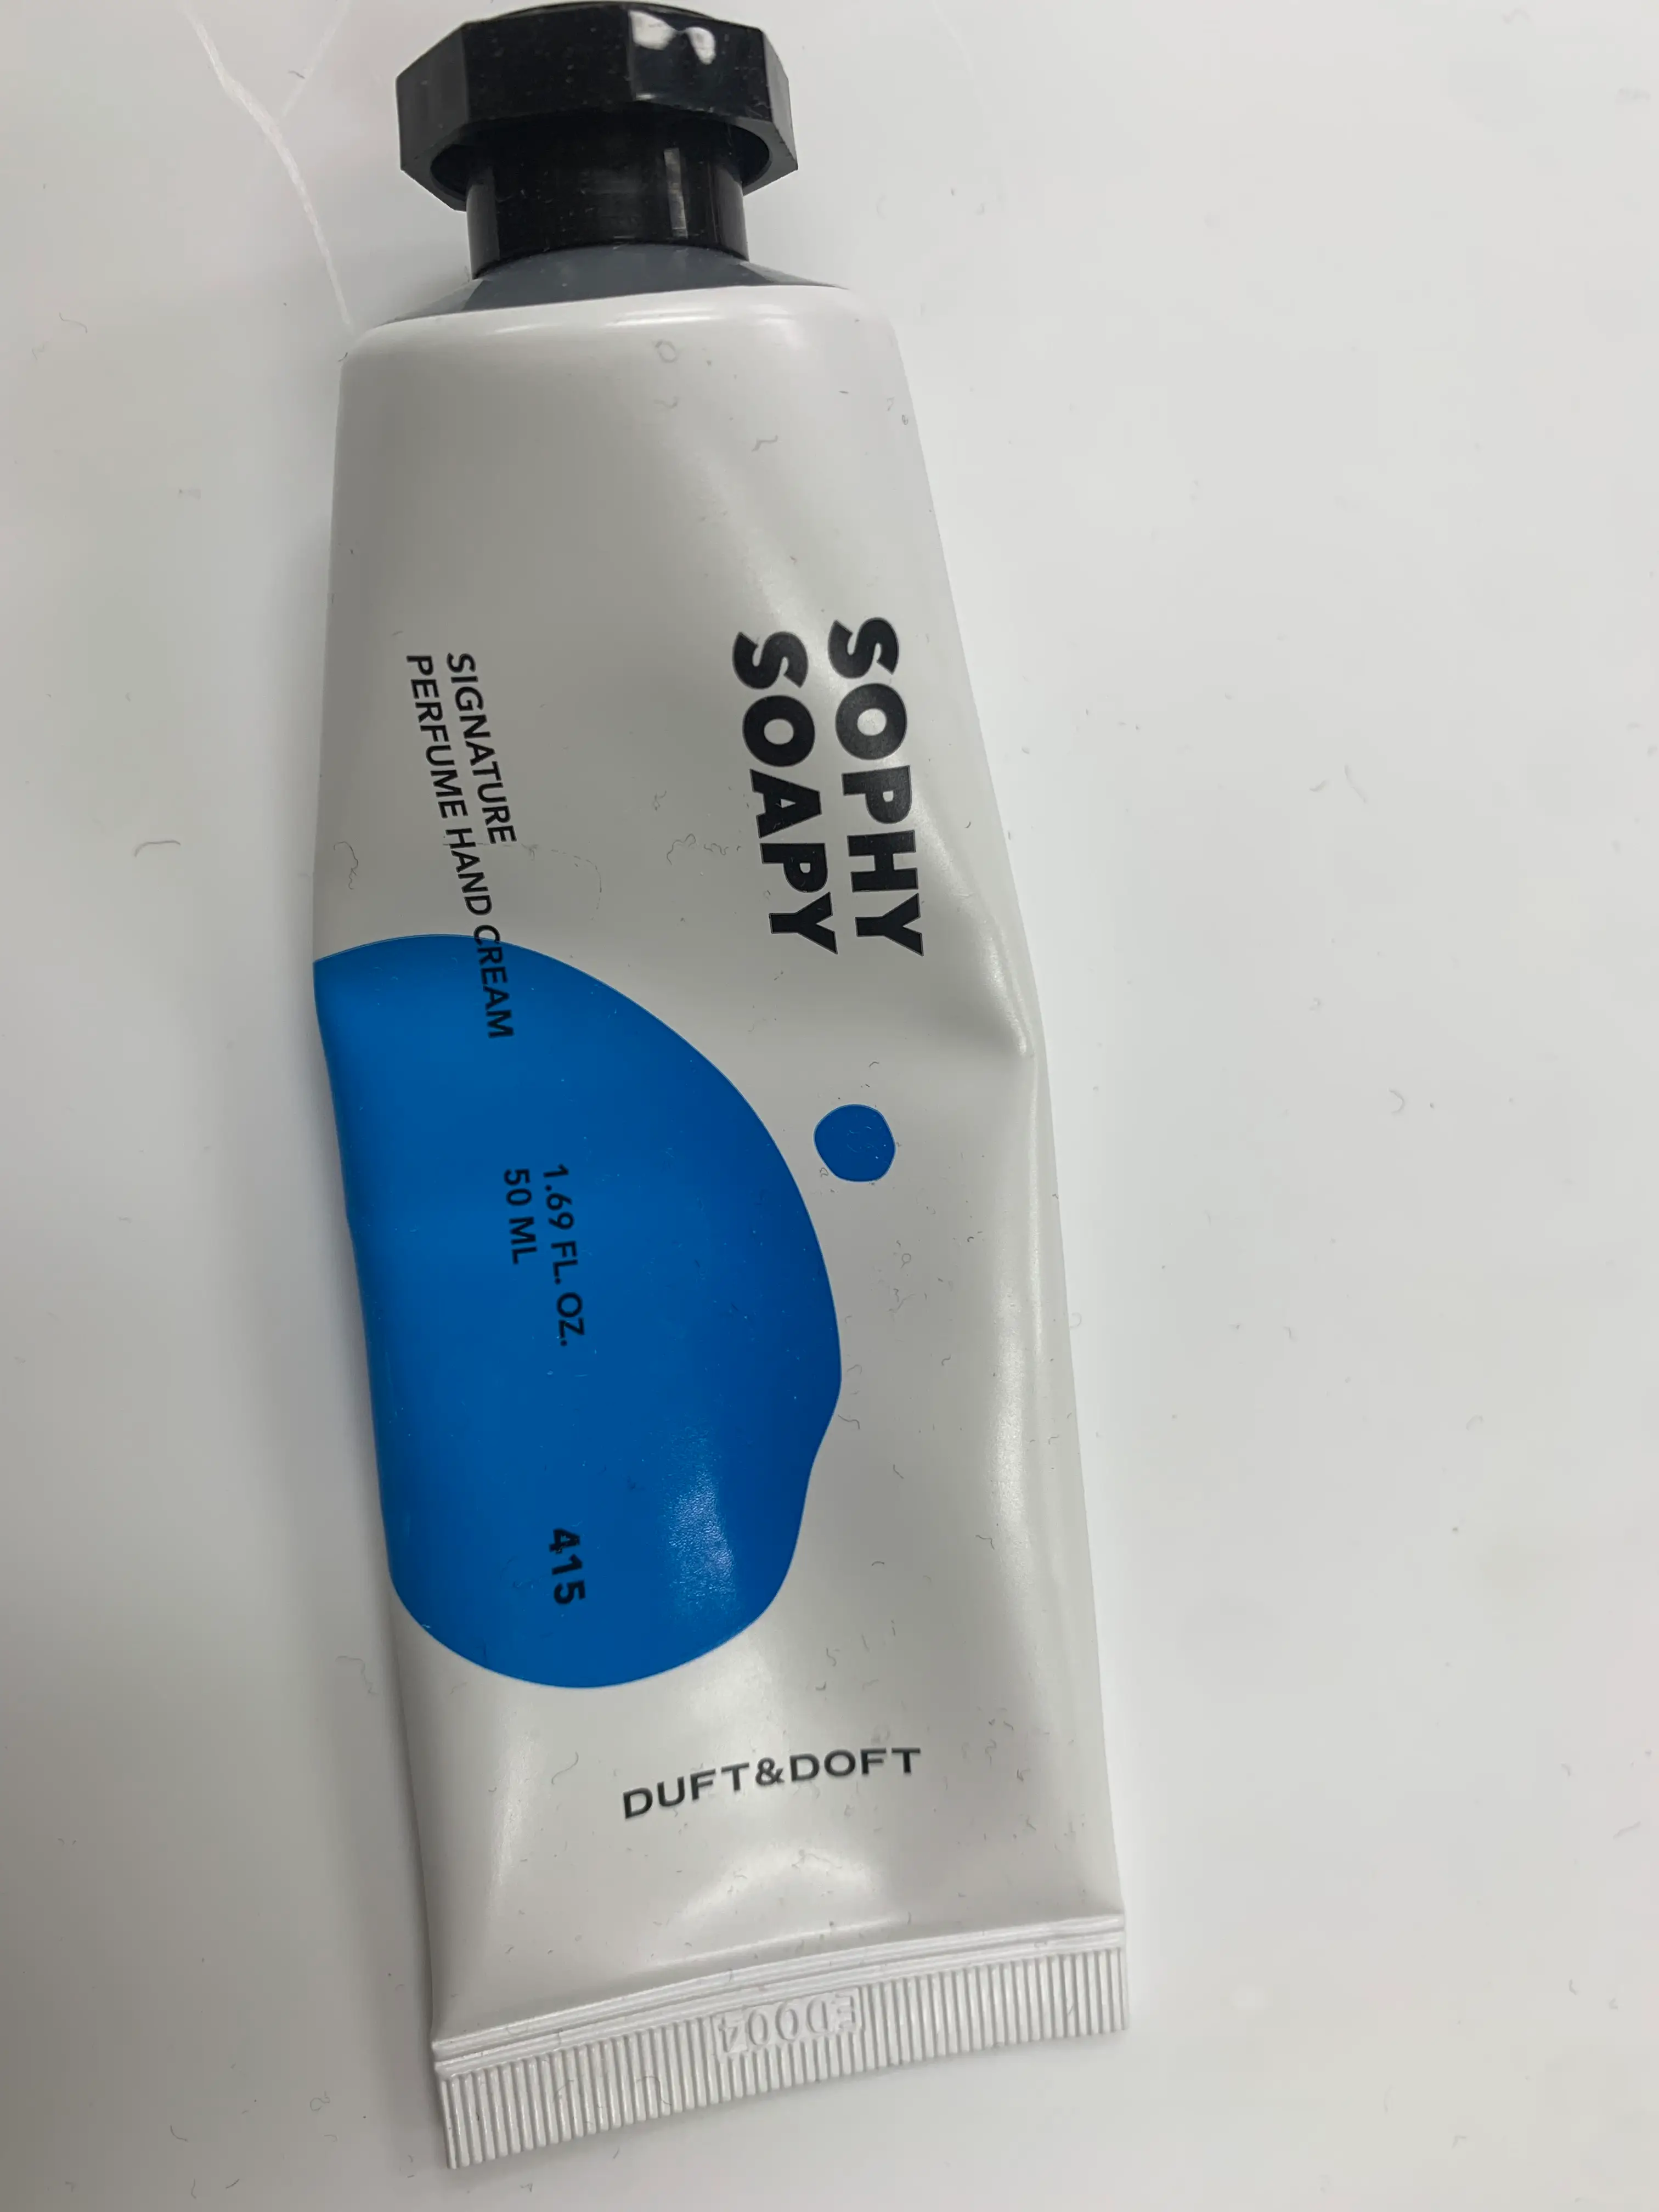 SOPHY
SOAPY
SIGNATURE
PERFUME HAND CREAM
1.69 FL. OZ.
50 ML
415
DUFT&DOFT
ED004